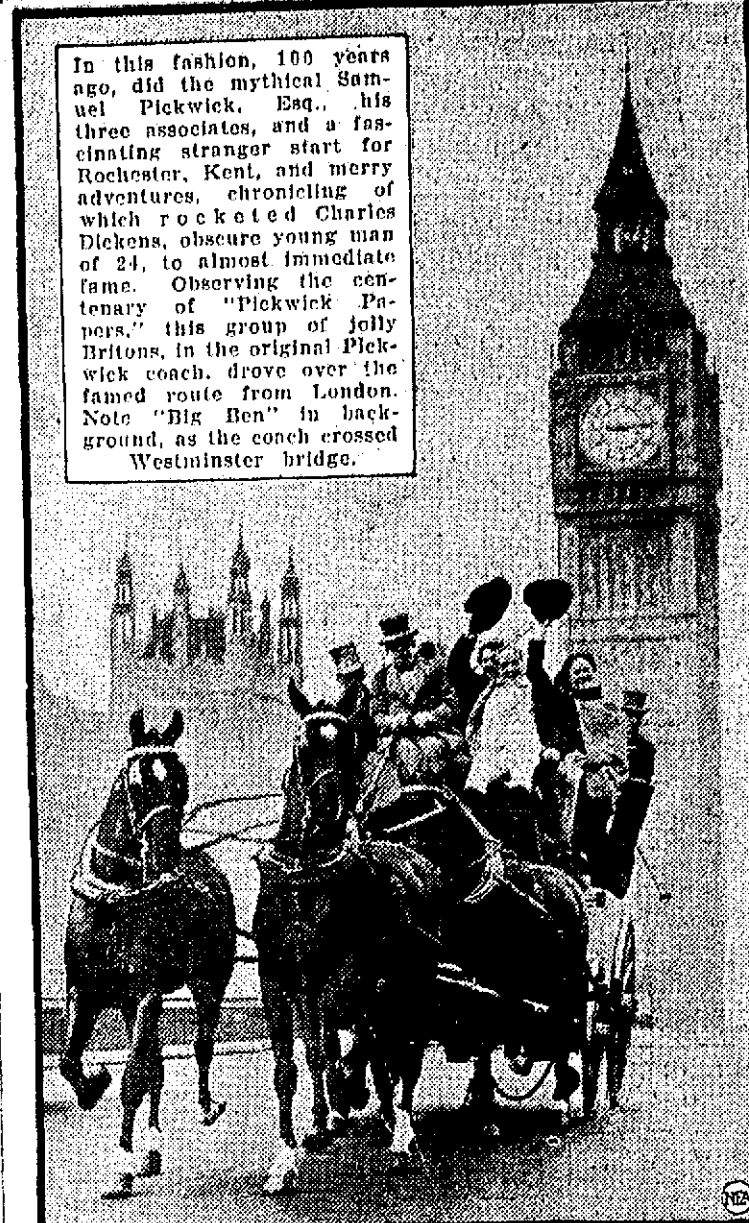 In this fashion, 100 years
ago, did the mythical Sam-
uel Pickwick, Esq., his
three associates, and a fas-
cinating stranger start for
Rochester, Kent, and merry
adventures, chronicling of
which rocketed Charles
Dickens, obscure young man
of 24, to almost immediate
fame. Observing the cen-
tenary of "Pickwick Pa-
pers," this group of jolly
Britons, in the original Pick-
wick coach, drove over the
famed route from London.
Note "Big Ben" in back-
ground, as the coach crossed
Westminster bridge.
NEA